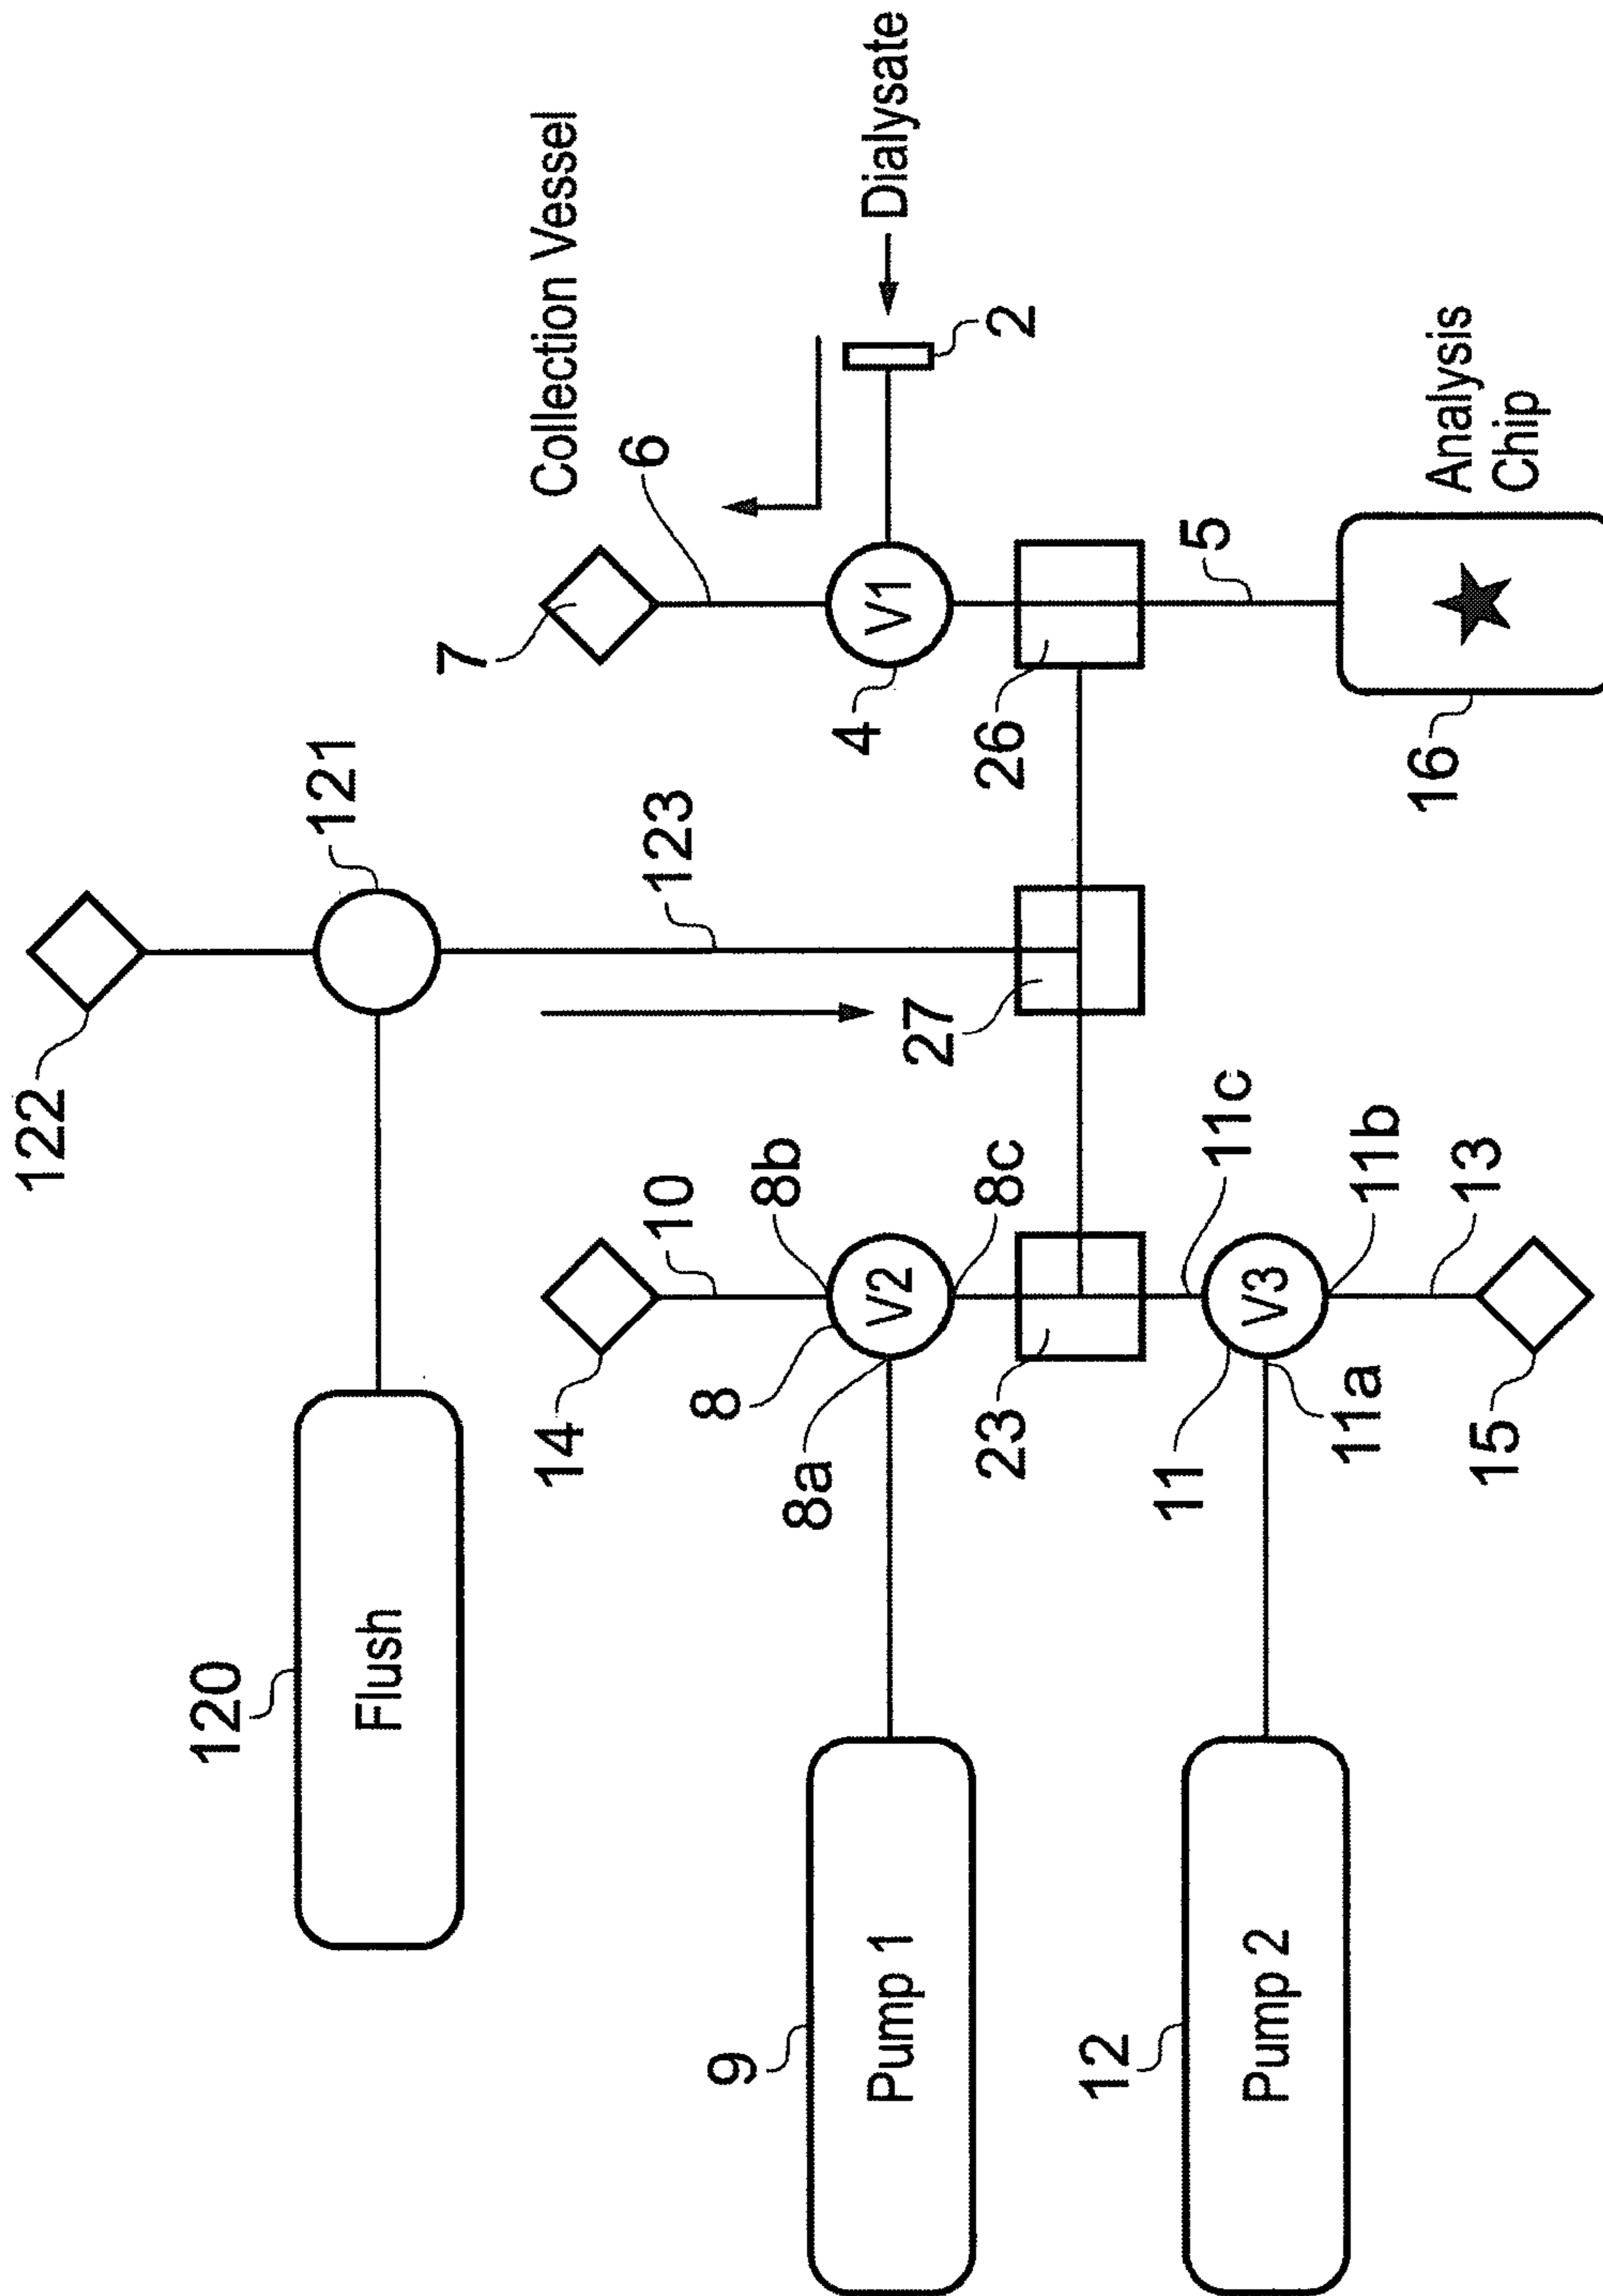 122
121
120
Flush
123
Collection Vessel
7
6
14
10
8b
8
V2
8a
8c
9
Pump 1
27
4
V1
Dialysate
2
23
26
11c
5
11
V3
11a
11b
12
Pump 2
13
15
16
Analysis
Chip